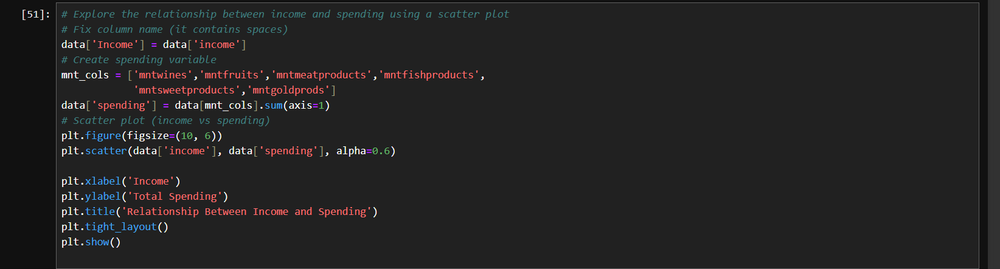 [51]: # Explore the relationship between income and spending using a scatter plot
# Fix column name (it contains spaces)
data['Income'] = data['income']
# Create spending variable
mnt_cols = ['mntwines','mntfruits','mntmeatproducts','mntfishproducts',
            'mntsweetproducts','mntgoldprods']
data['spending'] = data[mnt_cols].sum(axis=1)
# Scatter plot (income vs spending)
plt.figure(figsize=(10, 6))
plt.scatter(data['income'], data['spending'], alpha=0.6)
plt.xlabel('Income')
plt.ylabel('Total Spending')
plt.title('Relationship Between Income and Spending')
plt.tight_layout()
plt.show()